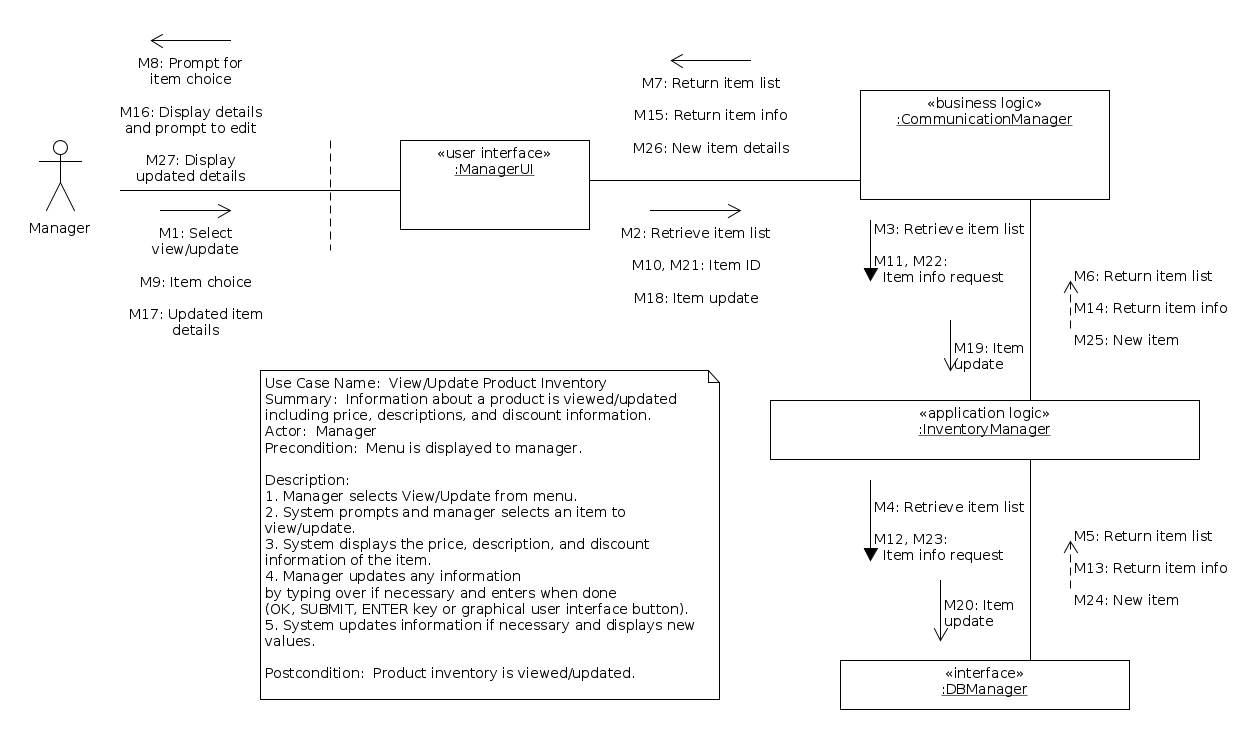 M8: Prompt for
item choice
M16: Display details
and prompt to edit
M27: Display
updated details
Manager
M1: Select
view/update
M9: Item choice
M17: Updated item
details
«user interface»
:ManagerUI
M7: Return item list
M15: Return item info
M26: New item details
M2: Retrieve item list
M10, M21: Item ID
M18: Item update
«business logic»
:CommunicationManager
M3: Retrieve item list
M11, M22:
Item info request
M19: Item
update
M6: Return item list
M14: Return item info
M25: New item
«application logic»
:InventoryManager
M4: Retrieve item list
M12, M23:
Item info request
M20: Item
update
M5: Return item list
M13: Return item info
M24: New item
«interface»
:DBManager
Use Case Name:  View/Update Product Inventory
Summary:  Information about a product is viewed/updated
including price, descriptions, and discount information.
Actor:  Manager
Precondition:  Menu is displayed to manager.
Description:
1. Manager selects View/Update from menu.
2. System prompts and manager selects an item to
view/update.
3. System displays the price, description, and discount
information of the item.
4. Manager updates any information
by typing over if necessary and enters when done
(OK, SUBMIT, ENTER key or graphical user interface button).
5. System updates information if necessary and displays new
values.
Postcondition:  Product inventory is viewed/updated.